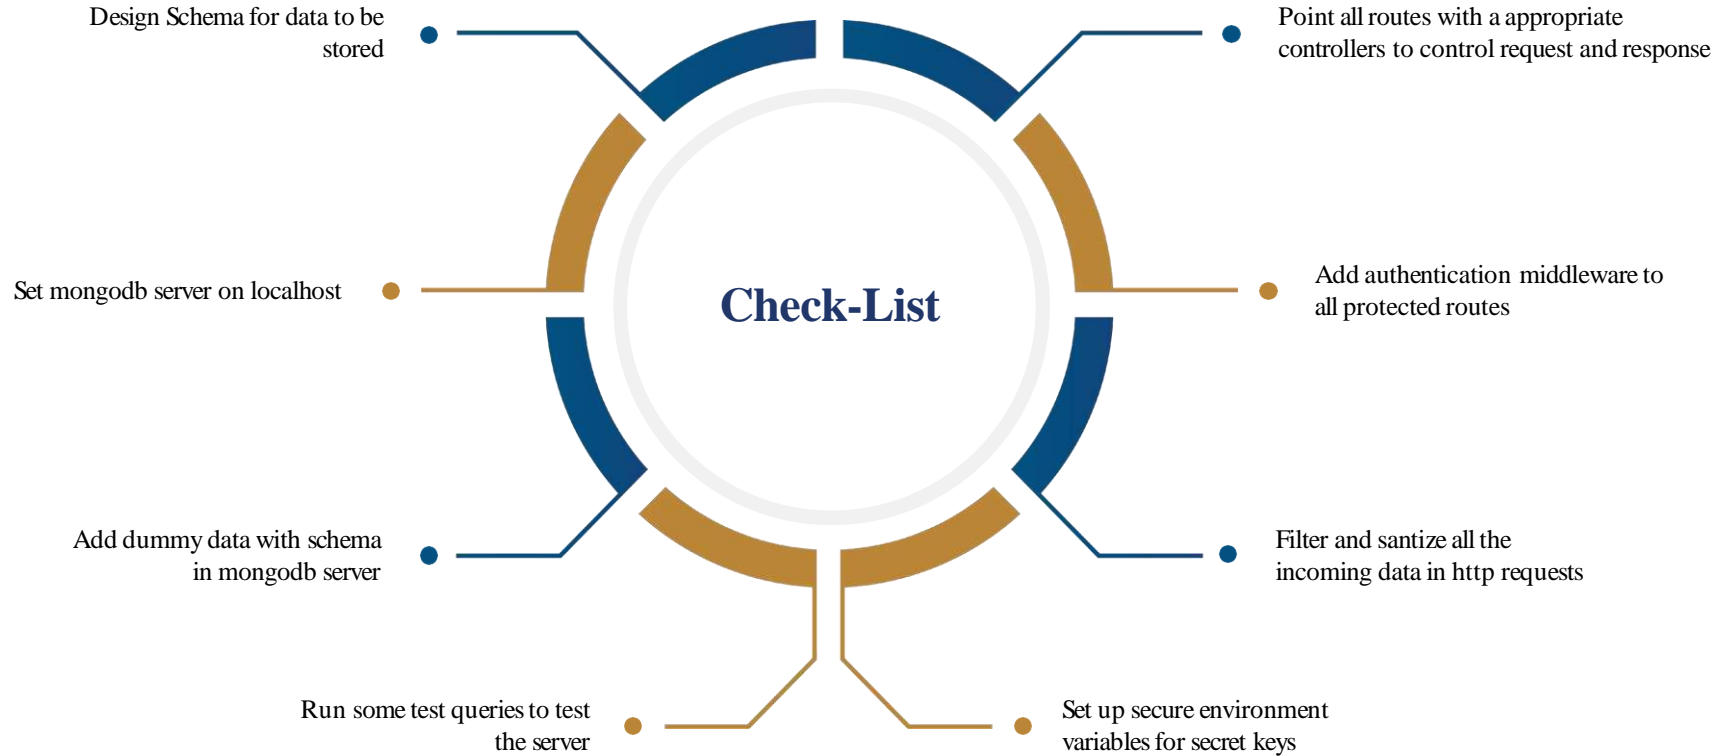 Design Schema for data to be
stored
Point all routes with a appropriate
controllers to control request and response
Set mongodb server on localhost
Check-List
Add authentication middleware to
all protected routes
Add dummy data with schema
in mongodb server
Filter and santize all the
incoming data in http requests
Run some test queries to test
the server
Set up secure environment
variables for secret keys